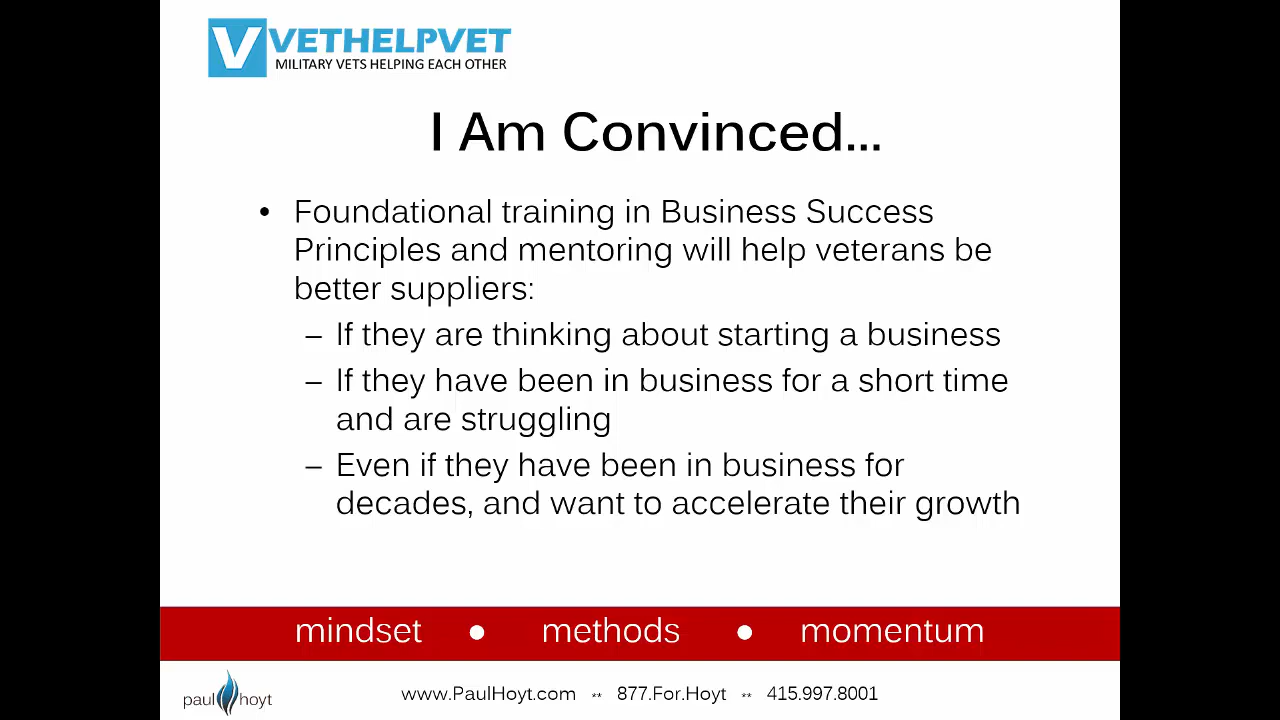 V VETHELPVET
MILITARY VETS HELPING EACH OTHER
I Am Convinced...
• Foundational training in Business Success
Principles and mentoring will help veterans be
better suppliers:
– If they are thinking about starting a business
– If they have been in business for a short time
and are struggling
– Even if they have been in business for
decades, and want to accelerate their growth
mindset ● methods ● momentum
paul hoyt
www.PaulHoyt.com ** 877.For.Hoyt ** 415.997.8001